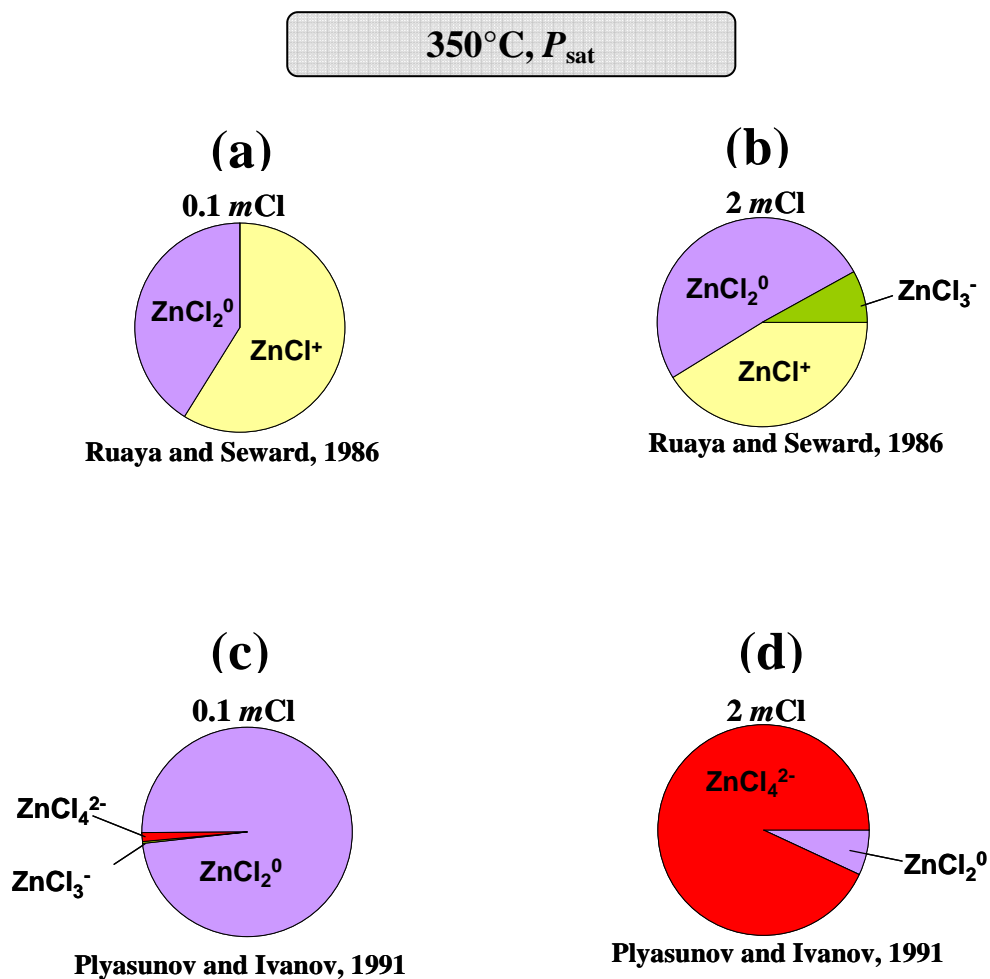 350°C, Psat
(a)
0.1 mCl
ZnCl₂⁰
ZnCl⁺
Ruaya and Seward, 1986
(b)
2 mCl
ZnCl₂⁰
ZnCl₃⁻
ZnCl⁺
Ruaya and Seward, 1986
(c)
0.1 mCl
ZnCl₄²⁻
ZnCl₃⁻
ZnCl₂⁰
Plyasunov and Ivanov, 1991
(d)
2 mCl
ZnCl₄²⁻
ZnCl₂⁰
Plyasunov and Ivanov, 1991